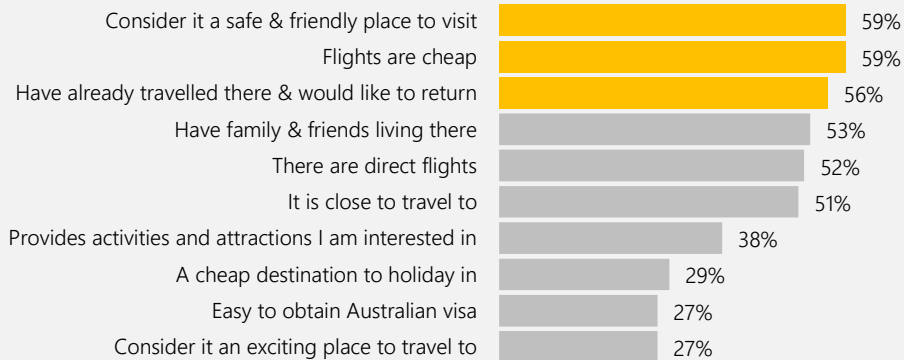 Consider it a safe & friendly place to visit 59%
Flights are cheap 59%
Have already travelled there & would like to return 56%
Have family & friends living there 53%
There are direct flights 52%
It is close to travel to 51%
Provides activities and attractions I am interested in 38%
A cheap destination to holiday in 29%
Easy to obtain Australian visa 27%
Consider it an exciting place to travel to 27%